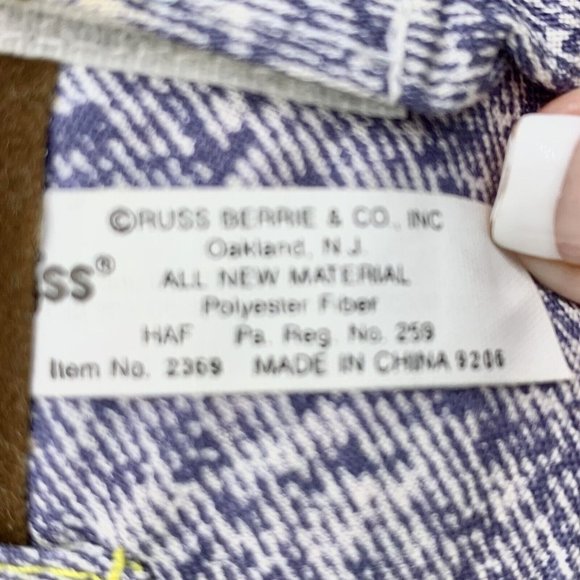 ©RUSS BERRIE & CO., INC
Oakland, N.J.
ss®
ALL NEW MATERIAL
Polyester Fiber
HAF Pa. Reg. No. 259
Item No. 2369 MADE IN CHINA 9206